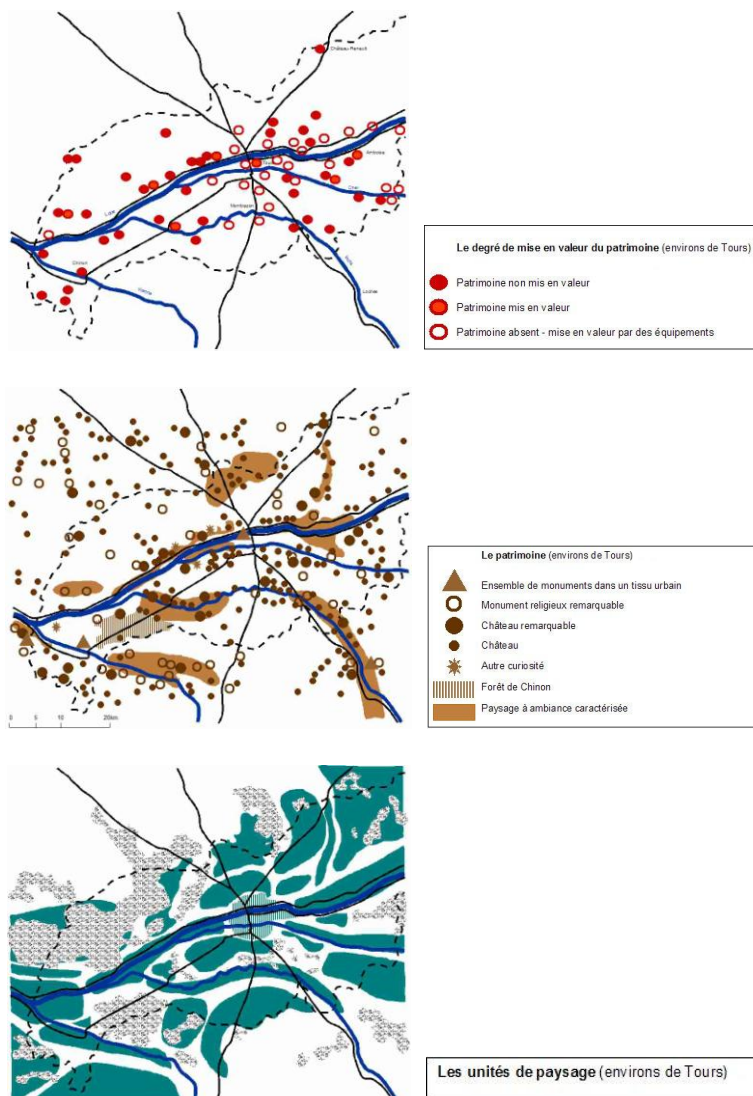 Château Renault
Amboise
Cher
Loire
Montbazon
Indre
Chinon
Vienne
Loches
Le degré de mise en valeur du patrimoine (environs de Tours)
Patrimoine non mis en valeur
Patrimoine mis en valeur
Patrimoine absent - mise en valeur par des équipements
0 5 10 20km
Le patrimoine (environs de Tours)
Ensemble de monuments dans un tissu urbain
Monument religieux remarquable
Château remarquable
Château
Autre curiosité
Forêt de Chinon
Paysage à ambiance caractérisée
Les unités de paysage (environs de Tours)